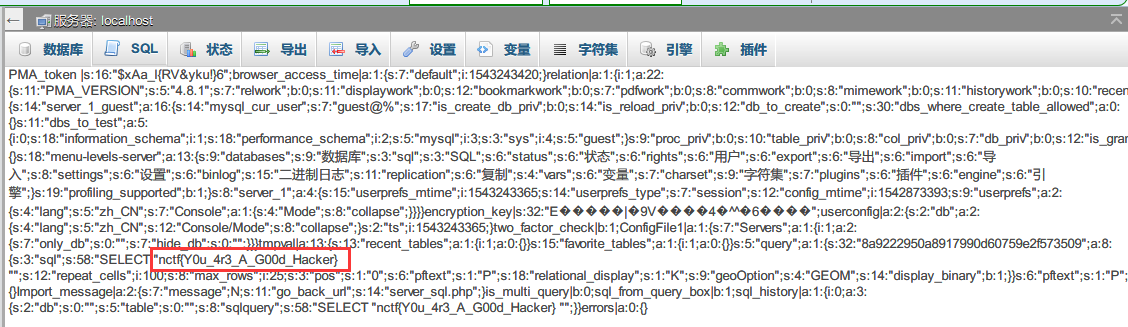 服务器: localhost
数据库 SQL 状态 导出 导入 设置 变量 字符集 引擎 插件
PMA_token |s:16:"$xAa_l{RV&yku!}6";browser_access_time|a:1:{s:7:"default";i:1543243420;}relation|a:1:{i:1;a:22:
{s:11:"PMA_VERSION";s:5:"4.8.1";s:7:"relwork";b:0;s:11:"displaywork";b:0;s:12:"bookmarkwork";b:0;s:7:"pdfwork";b:0;s:8:"commwork";b:0;s:8:"mimework";b:0;s:11:"historywork";b:0;s:10:"recen
{s:14:"server_1_guest";a:16:{s:14:"mysql_cur_user";s:7:"guest@%";s:17:"is_create_db_priv";b:0;s:14:"is_reload_priv";b:0;s:12:"db_to_create";s:0:"";s:30:"dbs_where_create_table_allowed";a:0:
{}s:11:"dbs_to_test";a:5:
{i:0;s:18:"information_schema";i:1;s:18:"performance_schema";i:2;s:5:"mysql";i:3;s:3:"sys";i:4;s:5:"guest";}s:9:"proc_priv";b:0;s:10:"table_priv";b:0;s:8:"col_priv";b:0;s:7:"db_priv";b:0;s:12:"is_gran
{}s:18:"menu-levels-server";a:13:{s:9:"databases";s:9:"数据库";s:3:"sql";s:3:"SQL";s:6:"status";s:6:"状态";s:6:"rights";s:6:"用户";s:6:"export";s:6:"导出";s:6:"import";s:6:"导
入";s:8:"settings";s:6:"设置";s:6:"binlog";s:15:"二进制日志";s:11:"replication";s:6:"复制";s:4:"vars";s:6:"变量";s:7:"charset";s:9:"字符集";s:7:"plugins";s:6:"插件";s:6:"engine";s:6:"引
擎";}s:19:"profiling_supported";b:1;}s:8:"server_1";a:4:{s:15:"userprefs_mtime";i:1543243365;s:14:"userprefs_type";s:7:"session";s:12:"config_mtime";i:1542873393;s:9:"userprefs";a:2:
{s:4:"lang";s:5:"zh_CN";s:7:"Console";a:1:{s:4:"Mode";s:8:"collapse";}}}}encryption_key|s:32:"E�����|�9V����4�^^�6����";userconfig|a:2:{s:2:"db";a:2:
{s:4:"lang";s:5:"zh_CN";s:12:"Console/Mode";s:8:"collapse";}s:2:"ts";i:1543243365;}two_factor_check|b:1;ConfigFile1|a:1:{s:7:"Servers";a:1:{i:1;a:2:
{s:7:"only_db";s:0:"";s:7:"hide_db";s:0:"";}}}tmpval|a:13:{s:13:"recent_tables";a:1:{i:1;a:0:{}}s:15:"favorite_tables";a:1:{i:1;a:0:{}}s:5:"query";a:1:{s:32:"8a9222950a8917990d60759e2f573509";a:8:
{s:3:"sql";s:58:"SELECT "nctf{Y0u_4r3_A_G00d_Hacker}
"";s:12:"repeat_cells";i:100;s:8:"max_rows";i:25;s:3:"pos";s:1:"0";s:6:"pftext";s:1:"P";s:18:"relational_display";s:1:"K";s:9:"geoOption";s:4:"GEOM";s:14:"display_binary";b:1;}}s:6:"pftext";s:1:"P";
{}Import_message|a:2:{s:7:"message";N;s:11:"go_back_url";s:14:"server_sql.php";}is_multi_query|b:0;sql_from_query_box|b:1;sql_history|a:1:{i:0;a:3:
{s:2:"db";s:0:"";s:5:"table";s:0:"";s:8:"sqlquery";s:58:"SELECT "nctf{Y0u_4r3_A_G00d_Hacker} "";}}errors|a:0:{}